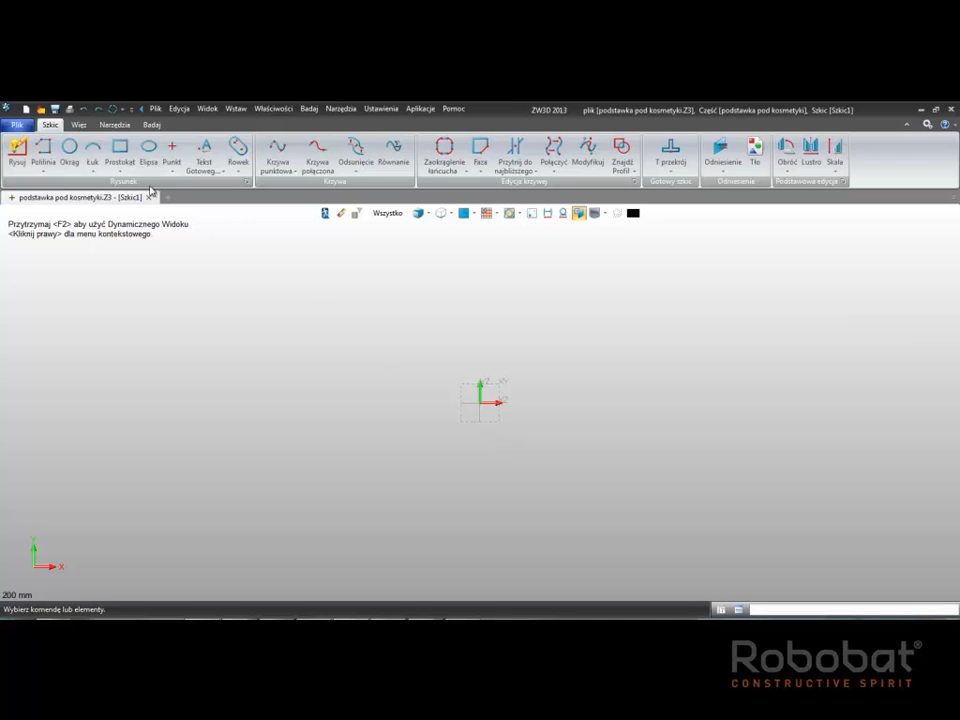 Plik Edycja Widok Wstaw Właściwości Badaj Narzędzia Ustawienia Aplikacje Pomoc ZW3D 2013 plik [podstawka pod kosmetyki.Z3], Część [podstawka pod kosmetyki], Szkic [Szkic1]
Plik Szkic Więz Narzędzia Badaj
Rysuj Polilinia Okrąg Łuk Prostokąt Elipsa Punkt Tekst Gotoweg... Rowek Krzywa punktowa Krzywa połączona Odsunięcie Równanie Zaokrąglenie łańcucha Faza Przytnij do najbliższego Połączyć Modyfikuj Znajdź Profil T przekrój Odniesienie Tło Obróć Lustro Skala
Rysunek Krzywa Edycja krzywej Gotowy szkic Odniesienie Podstawowa edycja
podstawka pod kosmetyki.Z3 - [Szkic1]
Wszystko
Przytrzymaj <F2> aby użyć Dynamicznego Widoku
<Kliknij prawy> dla menu kontekstowego.
XY
Y
X
200 mm
Wybierz komendę lub elementy.
Robobat®
CONSTRUCTIVE SPIRIT